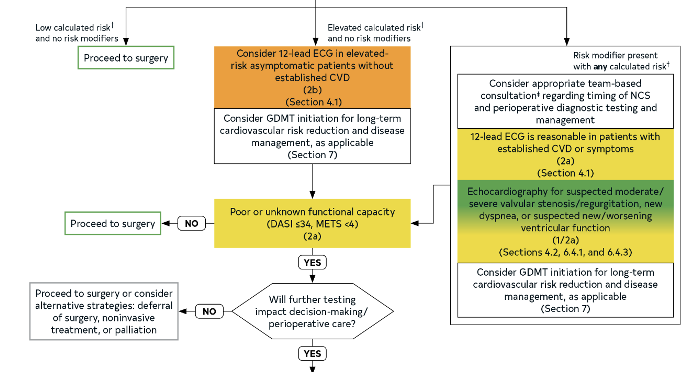 Low calculated risk†
and no risk modifiers
Elevated calculated risk†
and no risk modifiers
Proceed to surgery
Consider 12-lead ECG in elevated-
risk asymptomatic patients without
established CVD
(2b)
(Section 4.1)
Consider GDMT initiation for long-term
cardiovascular risk reduction and disease
management, as applicable
(Section 7)
Risk modifier present
with any calculated risk†
Consider appropriate team-based
consultation‡ regarding timing of NCS
and perioperative diagnostic testing and
management
12-lead ECG is reasonable in patients with
established CVD or symptoms
(2a)
(Section 4.1)
Echocardiography for suspected moderate/
severe valvular stenosis/regurgitation, new
dyspnea, or suspected new/worsening
ventricular function
(1/2a)
(Sections 4.2, 6.4.1, and 6.4.3)
Consider GDMT initiation for long-term
cardiovascular risk reduction and disease
management, as applicable
(Section 7)
Proceed to surgery
NO
Poor or unknown functional capacity
(DASI ≤34, METS <4)
(2a)
YES
Proceed to surgery or consider
alternative strategies: deferral
of surgery, noninvasive
treatment, or palliation
NO
Will further testing
impact decision-making/
perioperative care?
YES